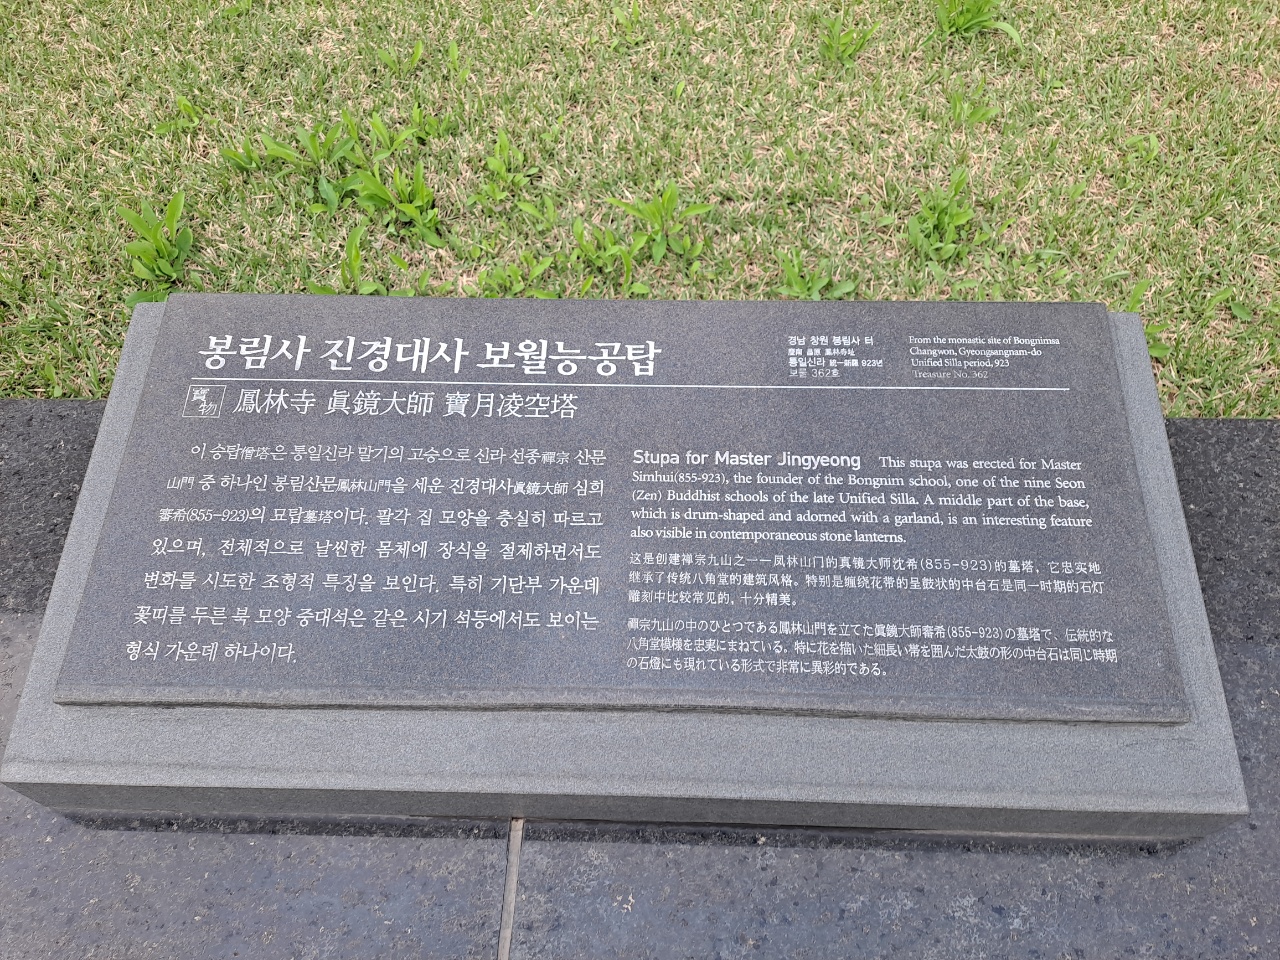 봉림사 진경대사 보월능공탑
寶物 鳳林寺 眞鏡大師 寶月凌空塔
경남 창원 봉림사 터
慶南 昌原 鳳林寺址
통일신라 統一新羅 923년
보물 362호
From the monastic site of Bongnimsa
Changwon, Gyeongsangnam-do
Unified Silla period, 923
Treasure No. 362
이 승탑僧塔은 통일신라 말기의 고승으로 신라 선종禪宗 산문
山門 중 하나인 봉림산문鳳林山門을 세운 진경대사眞鏡大師 심희
審希(855-923)의 묘탑墓塔이다. 팔각 집 모양을 충실히 따르고
있으며, 전체적으로 날씬한 몸체에 장식을 절제하면서도
변화를 시도한 조형적 특징을 보인다. 특히 기단부 가운데
꽃띠를 두른 북 모양 중대석은 같은 시기 석등에서도 보이는
형식 가운데 하나이다.
Stupa for Master Jingyeong This stupa was erected for Master
Simhui(855-923), the founder of the Bongnim school, one of the nine Seon
(Zen) Buddhist schools of the late Unified Silla. A middle part of the base,
which is drum-shaped and adorned with a garland, is an interesting feature
also visible in contemporaneous stone lanterns.
这是创建禅宗九山之一——凤林山门的真镜大师沈希(855-923)的墓塔，它忠实地
继承了传统八角堂的建筑风格。特别是缠绕花带的呈鼓状的中台石是同一时期的石灯
雕刻中比较常见的，十分精美。
禪宗九山の中のひとつである鳳林山門を立てた眞鏡大師審希(855-923)の墓塔で、伝統的な
八角堂模様を忠実にまねている。特に花を描いた細長い帯を囲んだ太鼓の形の中台石は同じ時期
の石燈にも現れている形式で非常に異彩的である。